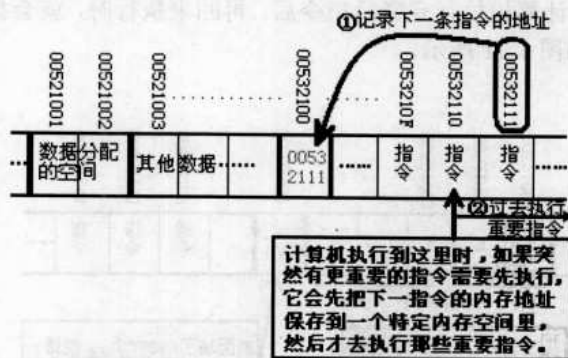 ①记录下一条指令的地址
00521001
00521002
00521003
00532100
0053210F
00532110
00532111
...
数据分配的空间
其他数据......
0053
2111
......
指令
指令
指令
......
②过去执行
重要指令
计算机执行到这里时，如果突
然有更重要的指令需要先执行，
它会先把下一指令的内存地址
保存到一个特定内存空间里，
然后才去执行那些重要指令。